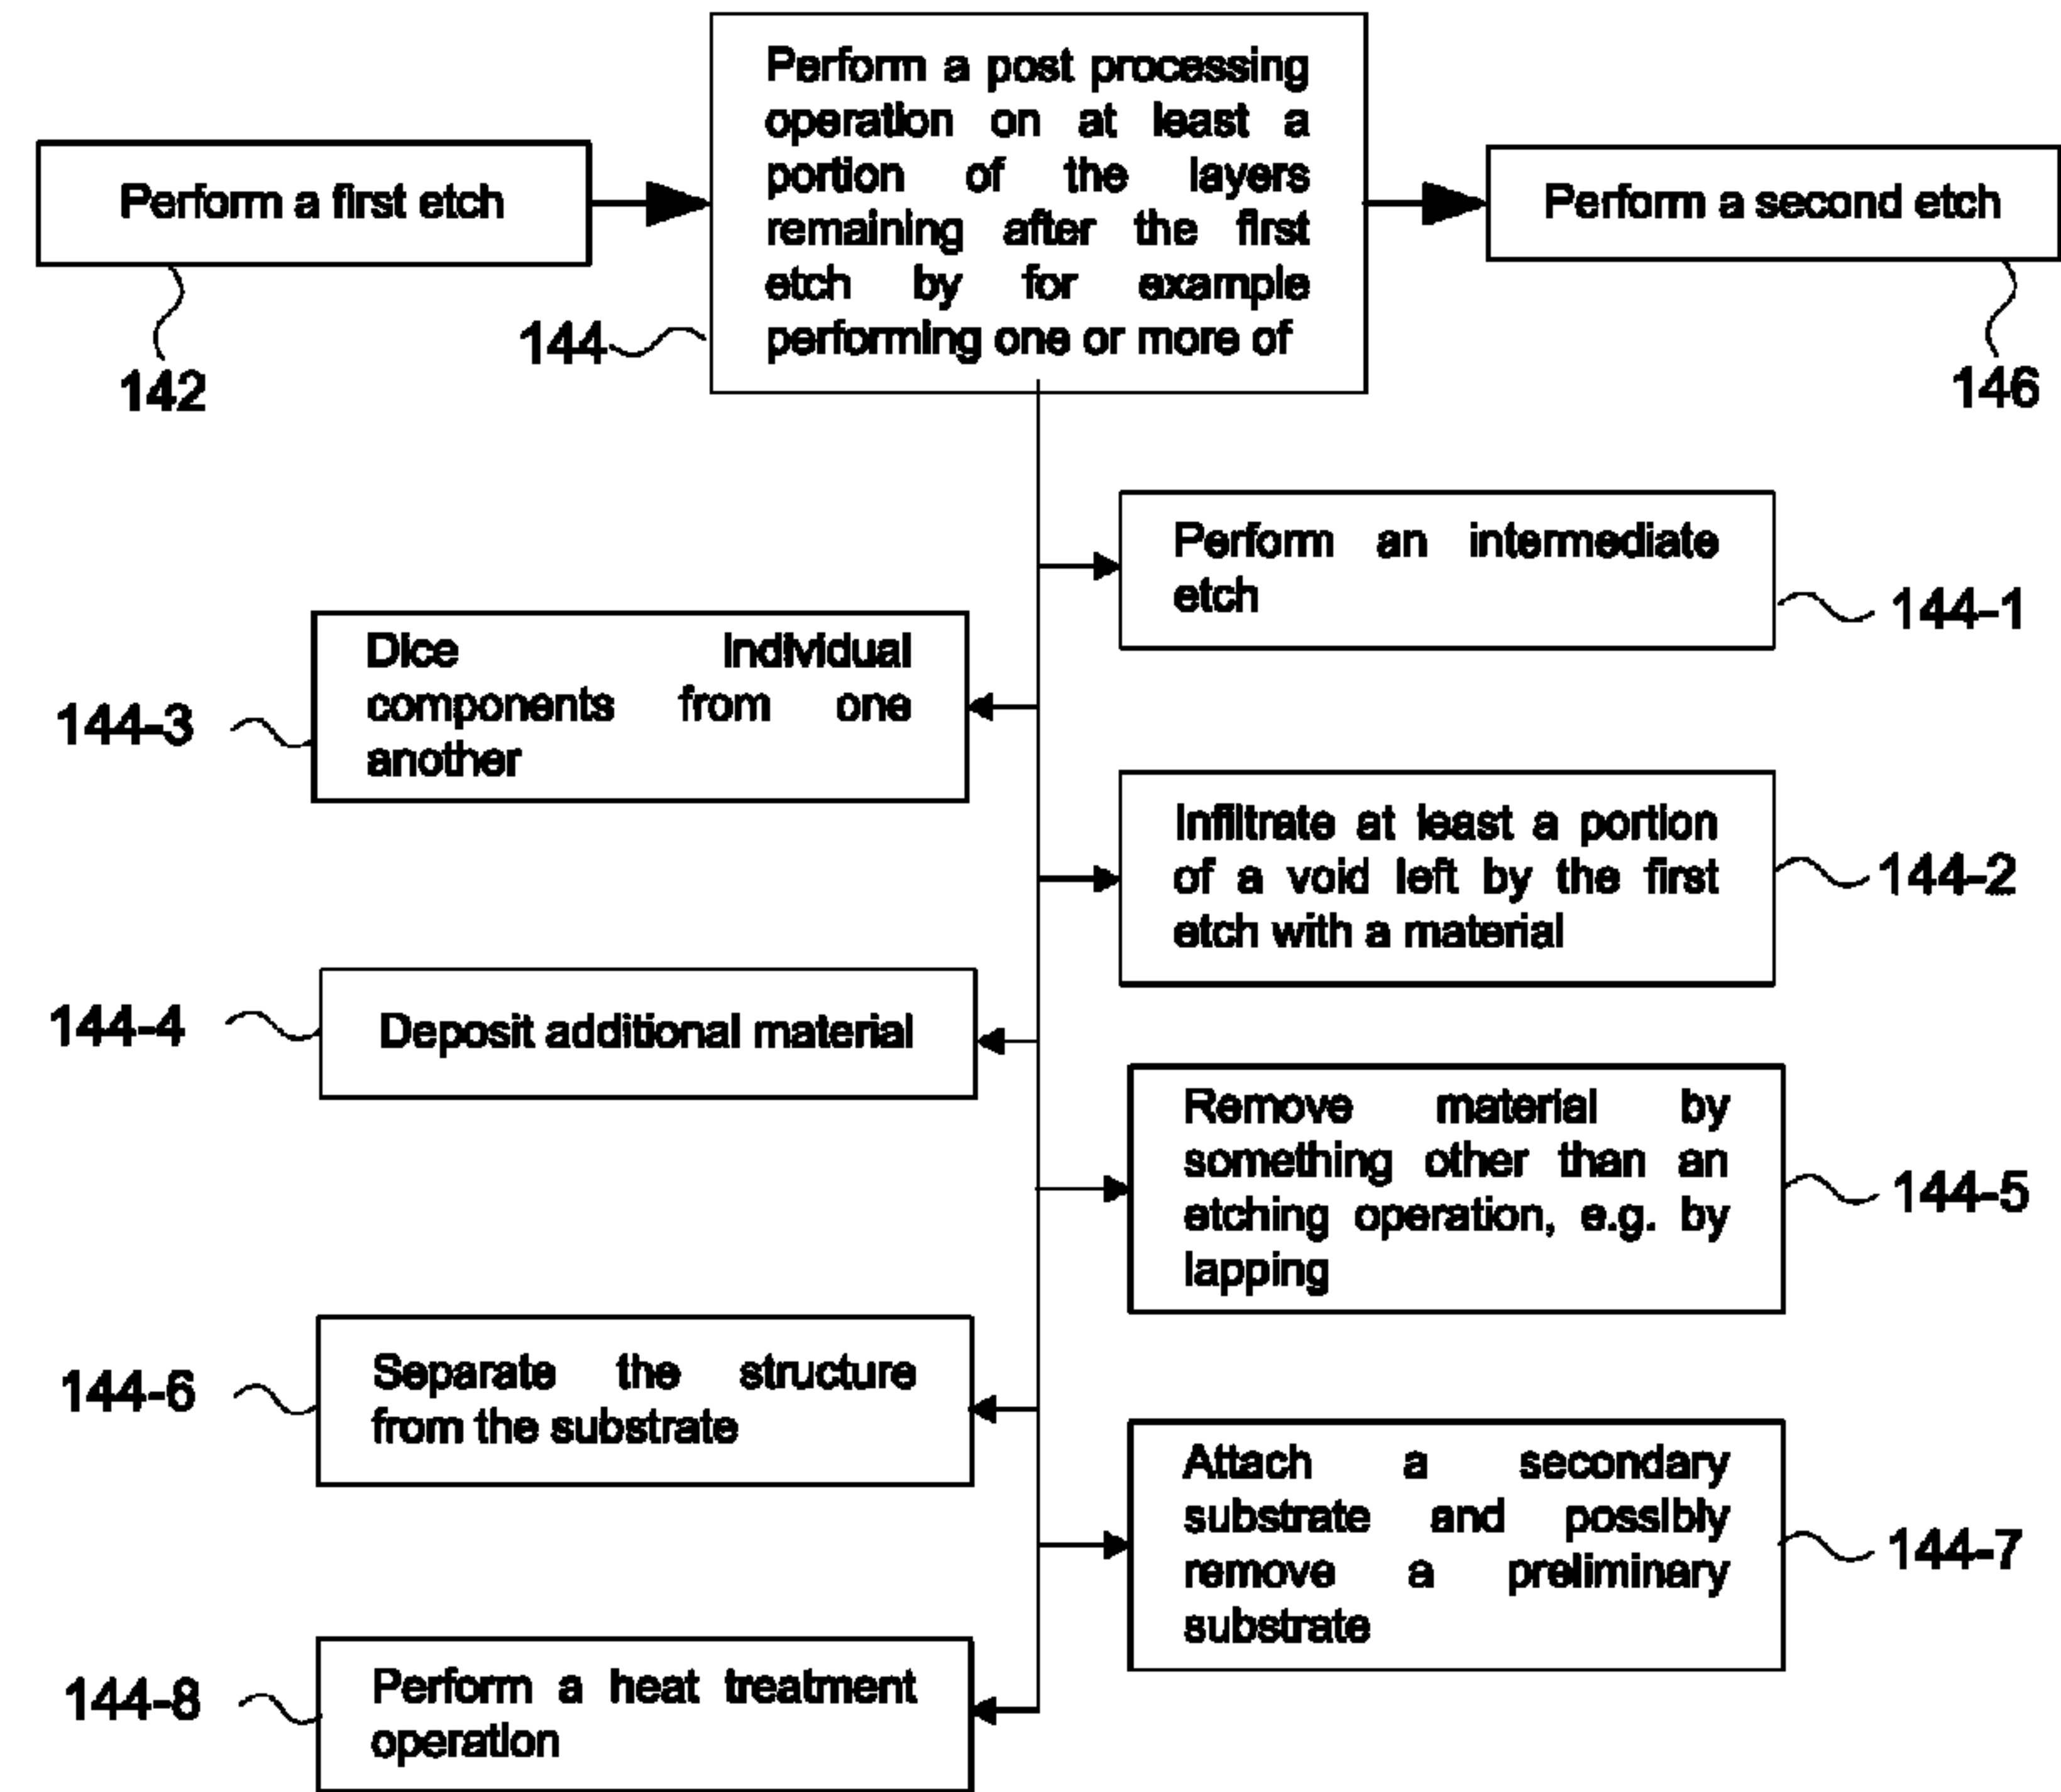 Perform a first etch
142
Perform a post processing
operation on at least a
portion of the layers
remaining after the first
etch by for example
performing one or more of
144
Perform a second etch
146
Perform an intermediate
etch
144-1
Dice individual
components from one
another
144-3
Infiltrate at least a portion
of a void left by the first
etch with a material
144-2
Deposit additional material
144-4
Remove material by
something other than an
etching operation, e.g. by
lapping
144-5
Separate the structure
from the substrate
144-6
Attach a secondary
substrate and possibly
remove a preliminary
substrate
144-7
Perform a heat treatment
operation
144-8